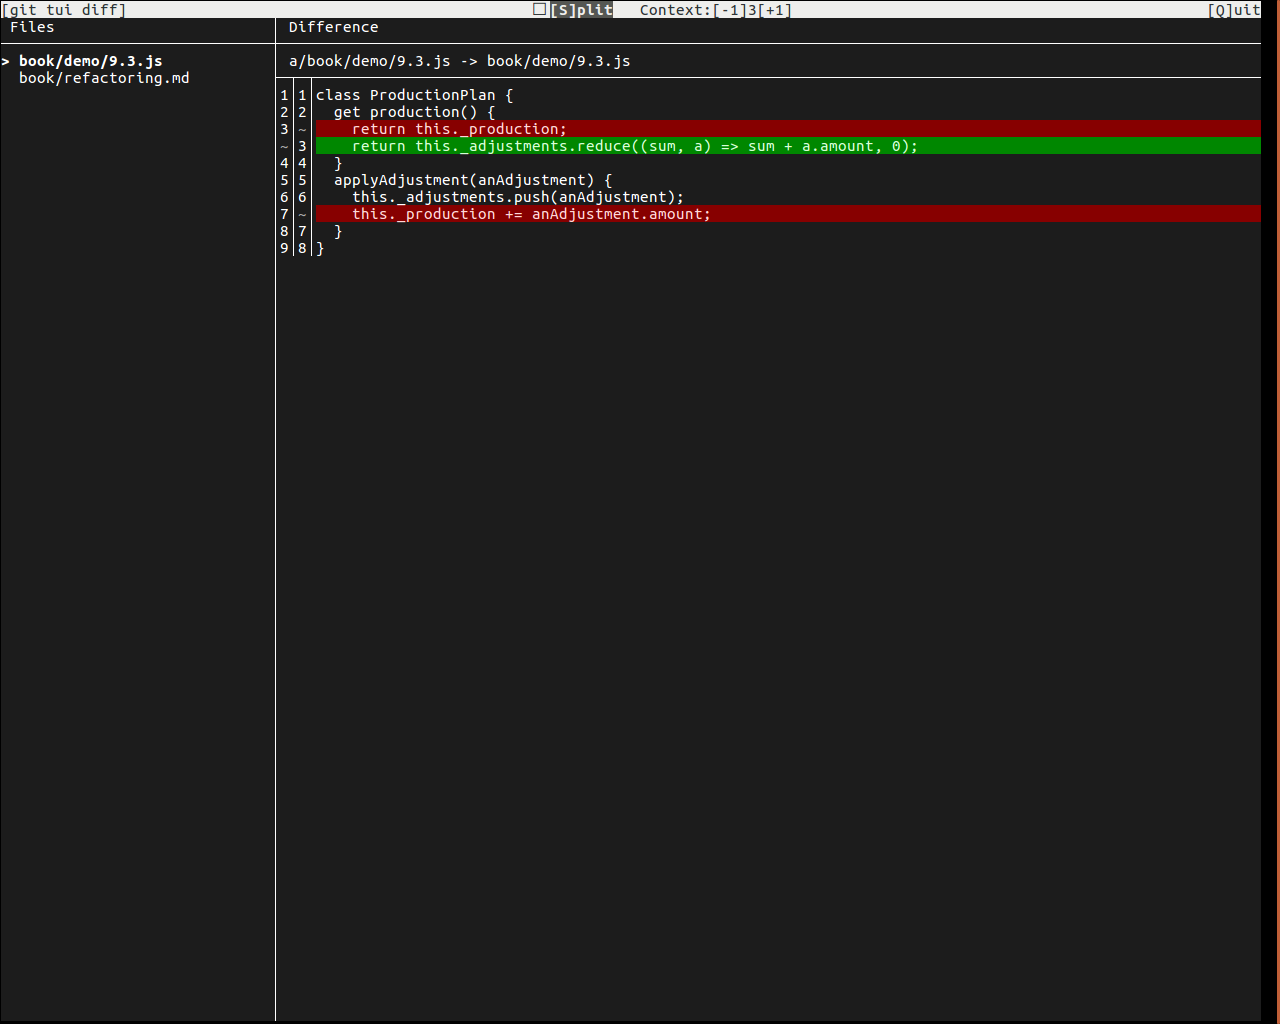 [git tui diff] ☐[S]plit Context:[-1]3[+1] [Q]uit
Files
> book/demo/9.3.js
book/refactoring.md
Difference
a/book/demo/9.3.js -> book/demo/9.3.js
1 1 class ProductionPlan {
2 2   get production() {
3 ~     return this._production;
~ 3     return this._adjustments.reduce((sum, a) => sum + a.amount, 0);
4 4   }
5 5   applyAdjustment(anAdjustment) {
6 6     this._adjustments.push(anAdjustment);
7 ~     this._production += anAdjustment.amount;
8 7   }
9 8 }